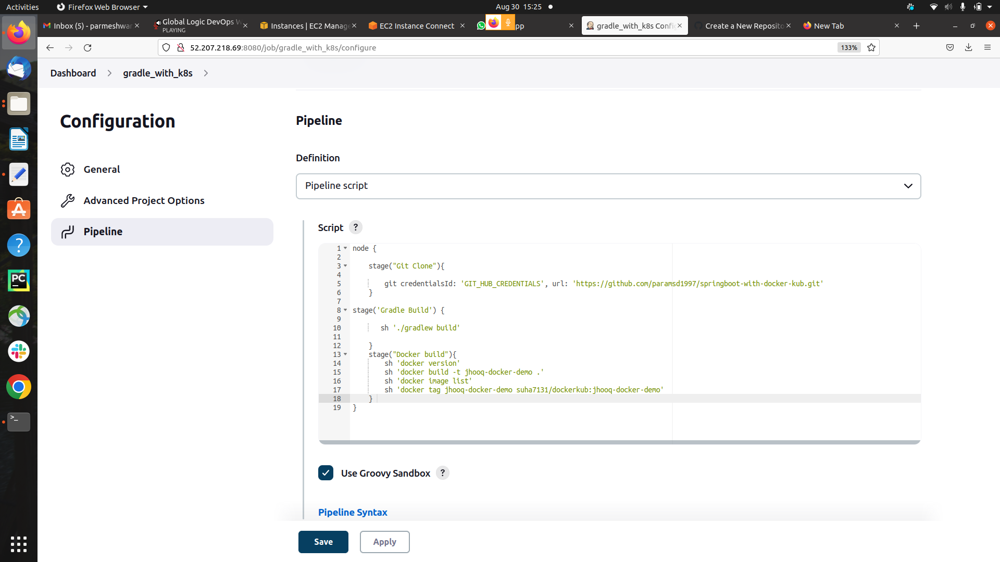 Activities
Firefox Web Browser
Aug 30 15:25
Inbox (5) - parmeshwar
Global Logic DevOps W
PLAYING
Instances | EC2 Manage
EC2 Instance Connect
pp
gradle_with_k8s Config
Create a New Reposito
New Tab
52.207.218.69:8080/job/gradle_with_k8s/configure
133%
Dashboard
gradle_with_k8s
Configuration
General
Advanced Project Options
Pipeline
Pipeline
Definition
Pipeline script
Script ?
1 node {
2
3 stage("Git Clone"){
4
5 git credentialsId: 'GIT_HUB_CREDENTIALS', url: 'https://github.com/paramsd1997/springboot-with-docker-kub.git'
6 }
7
8 stage('Gradle Build') {
9
10 sh './gradlew build'
11
12 }
13 stage("Docker build"){
14 sh 'docker version'
15 sh 'docker build -t jhooq-docker-demo .'
16 sh 'docker image list'
17 sh 'docker tag jhooq-docker-demo suha7131/dockerkub:jhooq-docker-demo'
18 }
19 }
Use Groovy Sandbox ?
Pipeline Syntax
Save
Apply
PC
?
>_